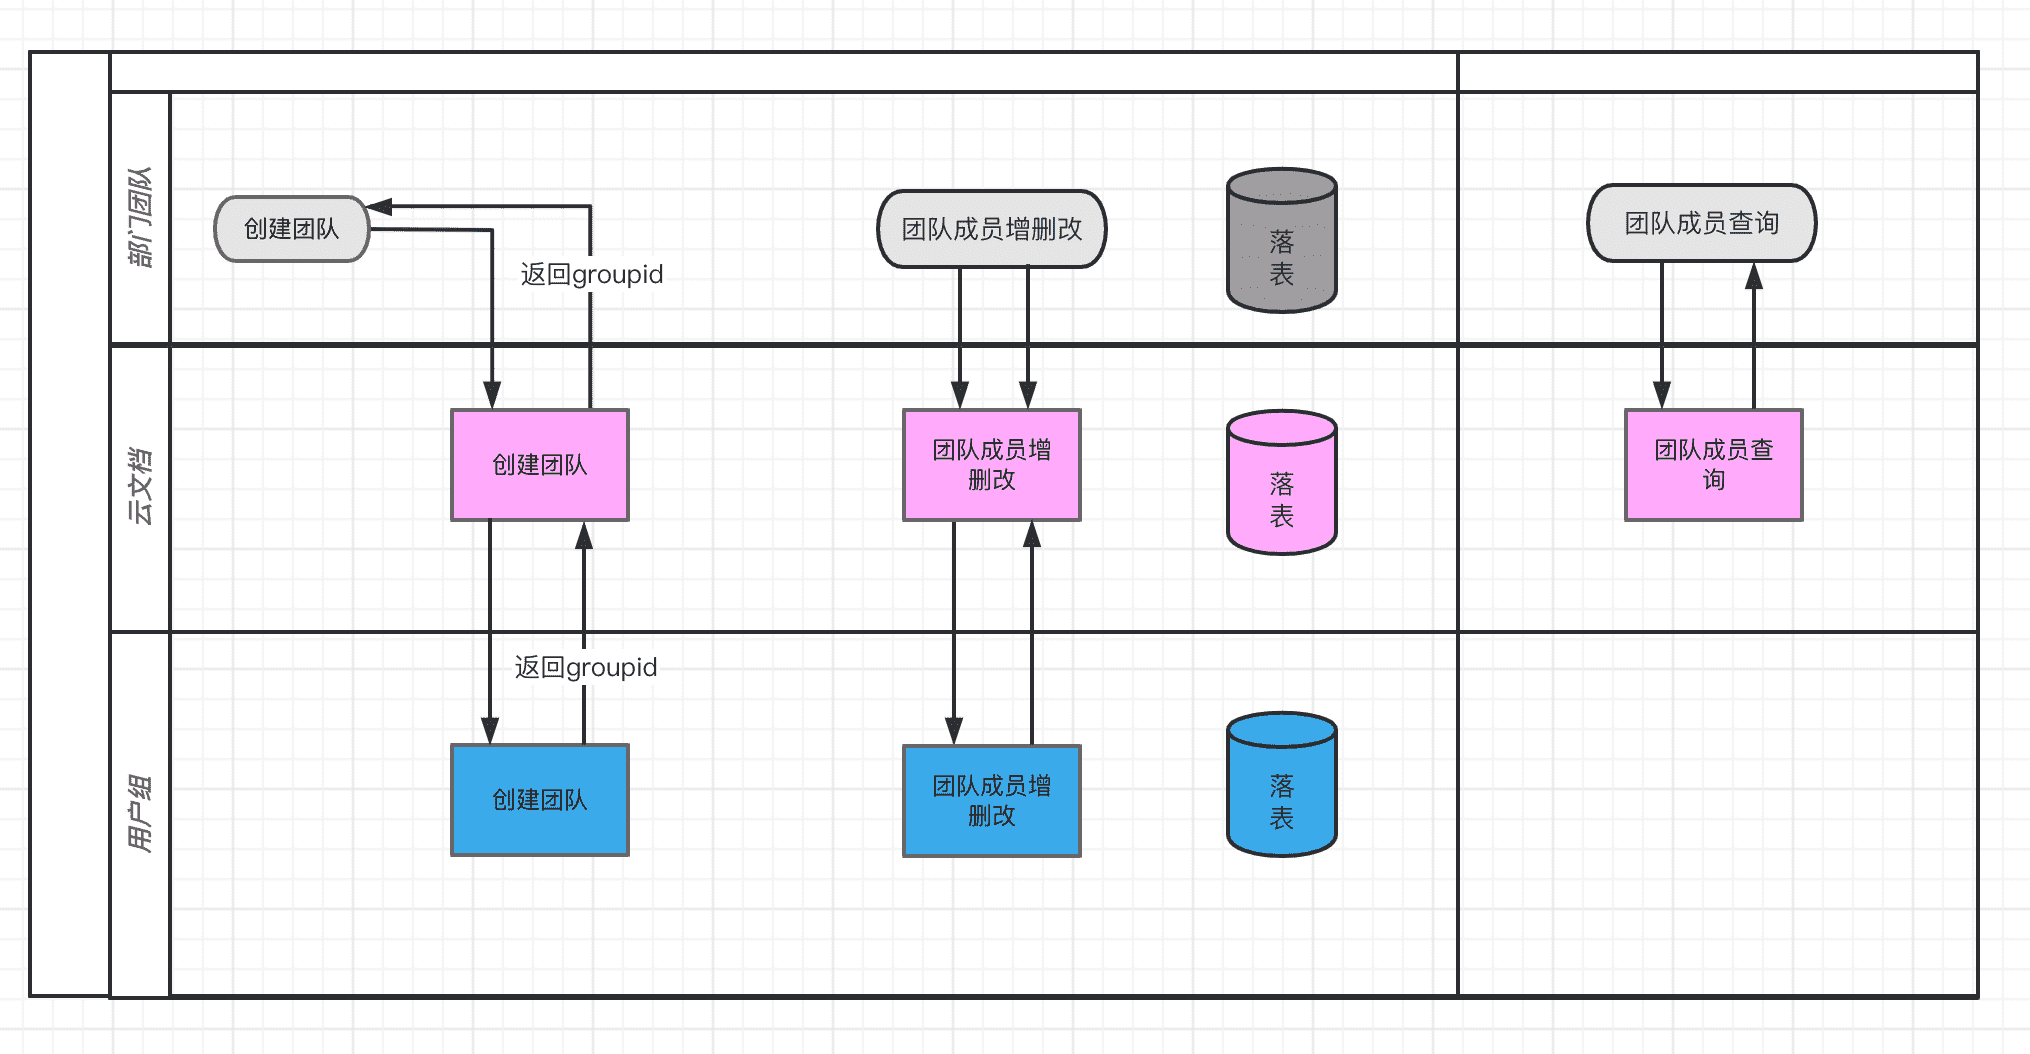 部门团队
创建团队
返回groupid
团队成员增删改
落
表
团队成员查询
云文档
创建团队
团队成员增
删改
落
表
团队成员查
询
用户组
返回groupid
创建团队
团队成员增
删改
落
表